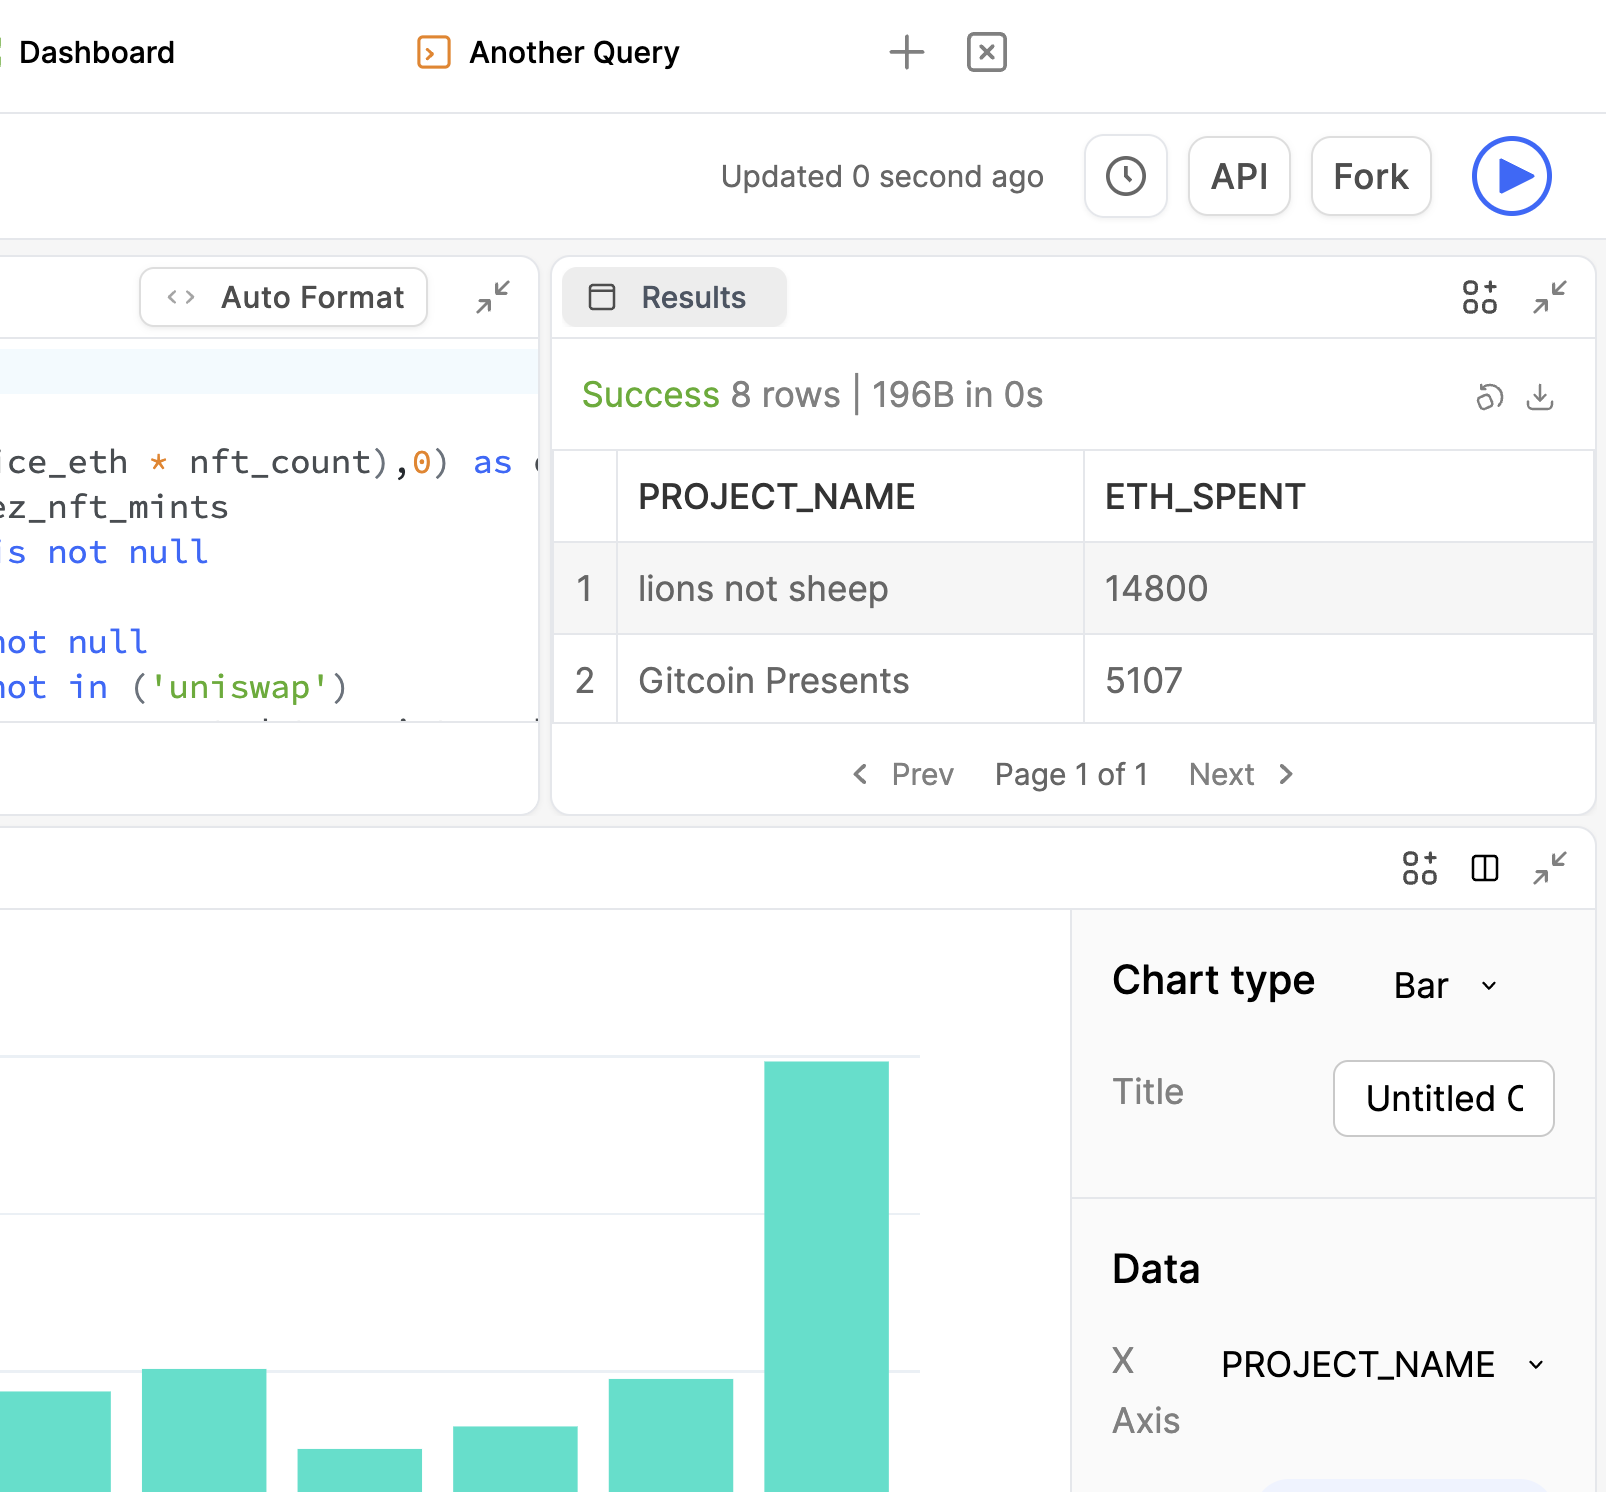 Dashboard
Another Query
Updated 0 second ago
API
Fork
<> Auto Format
Results
ice_eth * nft_count),0) as
ez_nft_mints
is not null
not null
not in ('uniswap')
Success 8 rows | 196B in 0s
PROJECT_NAME ETH_SPENT
1 lions not sheep 14800
2 Gitcoin Presents 5107
Prev Page 1 of 1 Next
Chart type Bar
Title Untitled C
Data
X Axis PROJECT_NAME